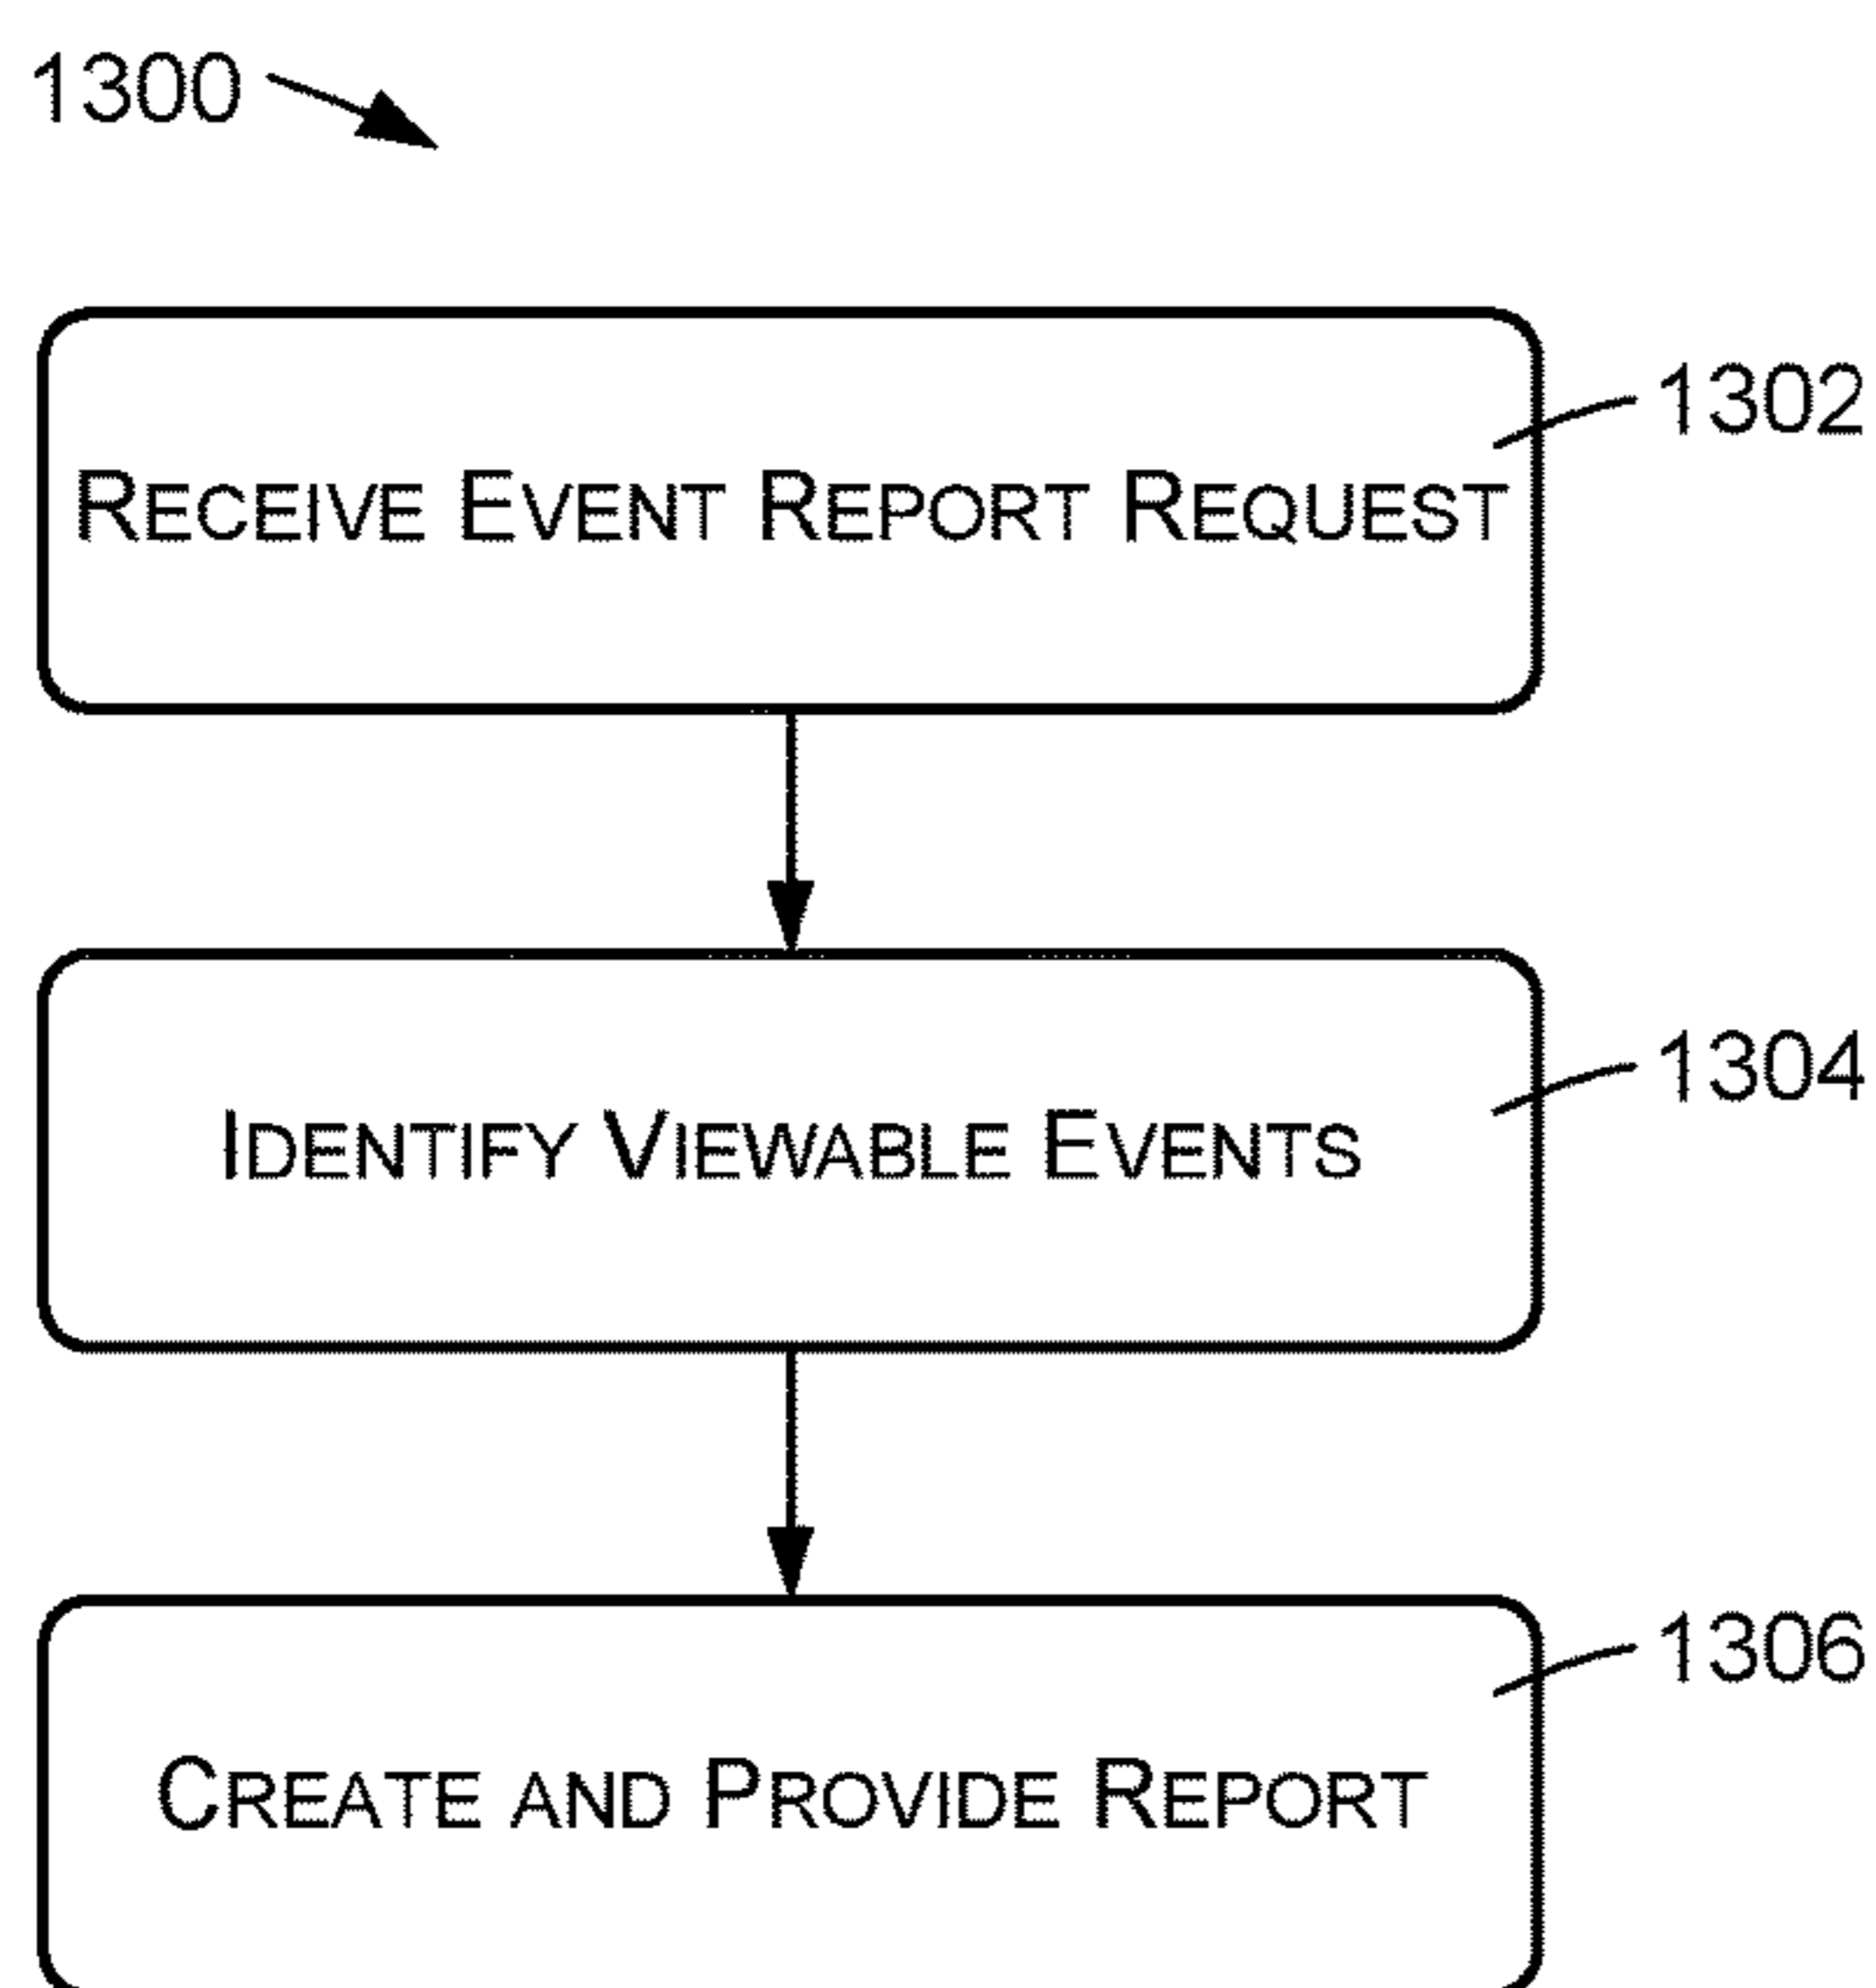 1300
1302
RECEIVE EVENT REPORT REQUEST
1304
IDENTIFY VIEWABLE EVENTS
1306
CREATE AND PROVIDE REPORT